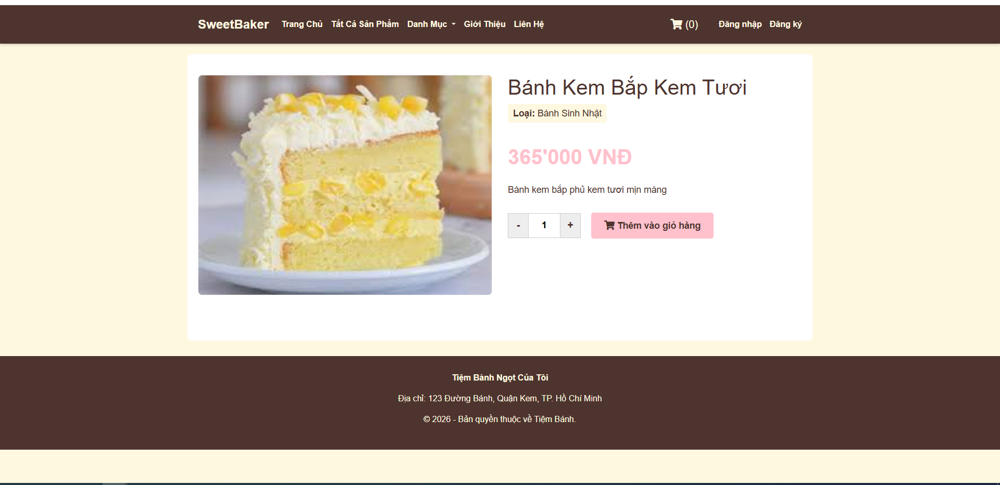 SweetBaker Trang Chủ Tất Cả Sản Phẩm Danh Mục Giới Thiệu Liên Hệ (0) Đăng nhập Đăng ký
Bánh Kem Bắp Kem Tươi
Loại: Bánh Sinh Nhật
365'000 VNĐ
Bánh kem bắp phủ kem tươi mịn màng
- 1 + Thêm vào giỏ hàng
Tiệm Bánh Ngọt Của Tôi
Địa chỉ: 123 Đường Bánh, Quận Kem, TP. Hồ Chí Minh
© 2026 - Bản quyền thuộc về Tiệm Bánh.